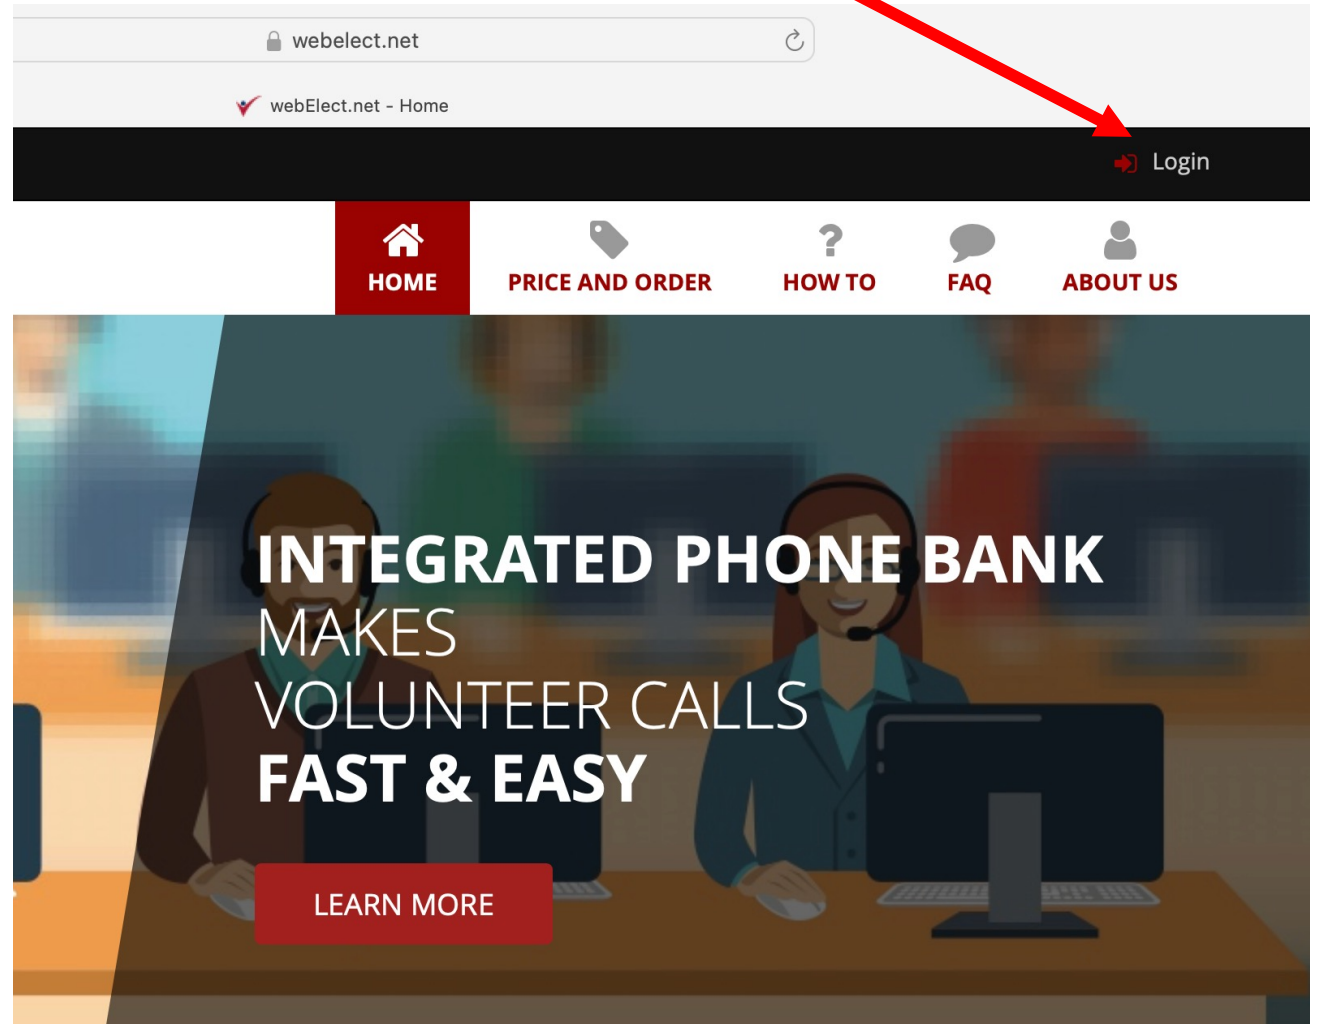 webelect.net
webElect.net - Home
Login
HOME
PRICE AND ORDER
HOW TO
FAQ
ABOUT US
INTEGRATED PHONE BANK
MAKES
VOLUNTEER CALLS
FAST & EASY
LEARN MORE